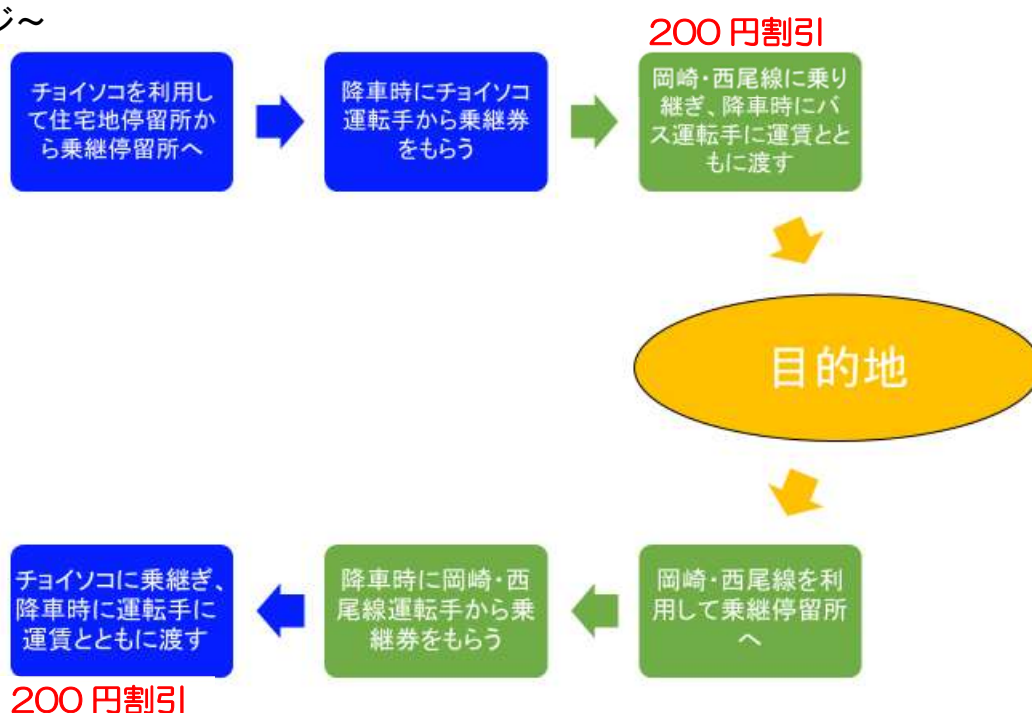 ジ～
200円割引
チョイソコを利用し
て住宅地停留所か
ら乗継停留所へ
降車時にチョイソコ
運転手から乗継券
をもらう
岡崎・西尾線に乗り
継ぎ、降車時にバ
ス運転手に運賃とと
もに渡す
目的地
岡崎・西尾線を利
用して乗継停留所
へ
降車時に岡崎・西
尾線運転手から乗
継券をもらう
チョイソコに乗継ぎ、
降車時に運転手に
運賃とともに渡す
200円割引